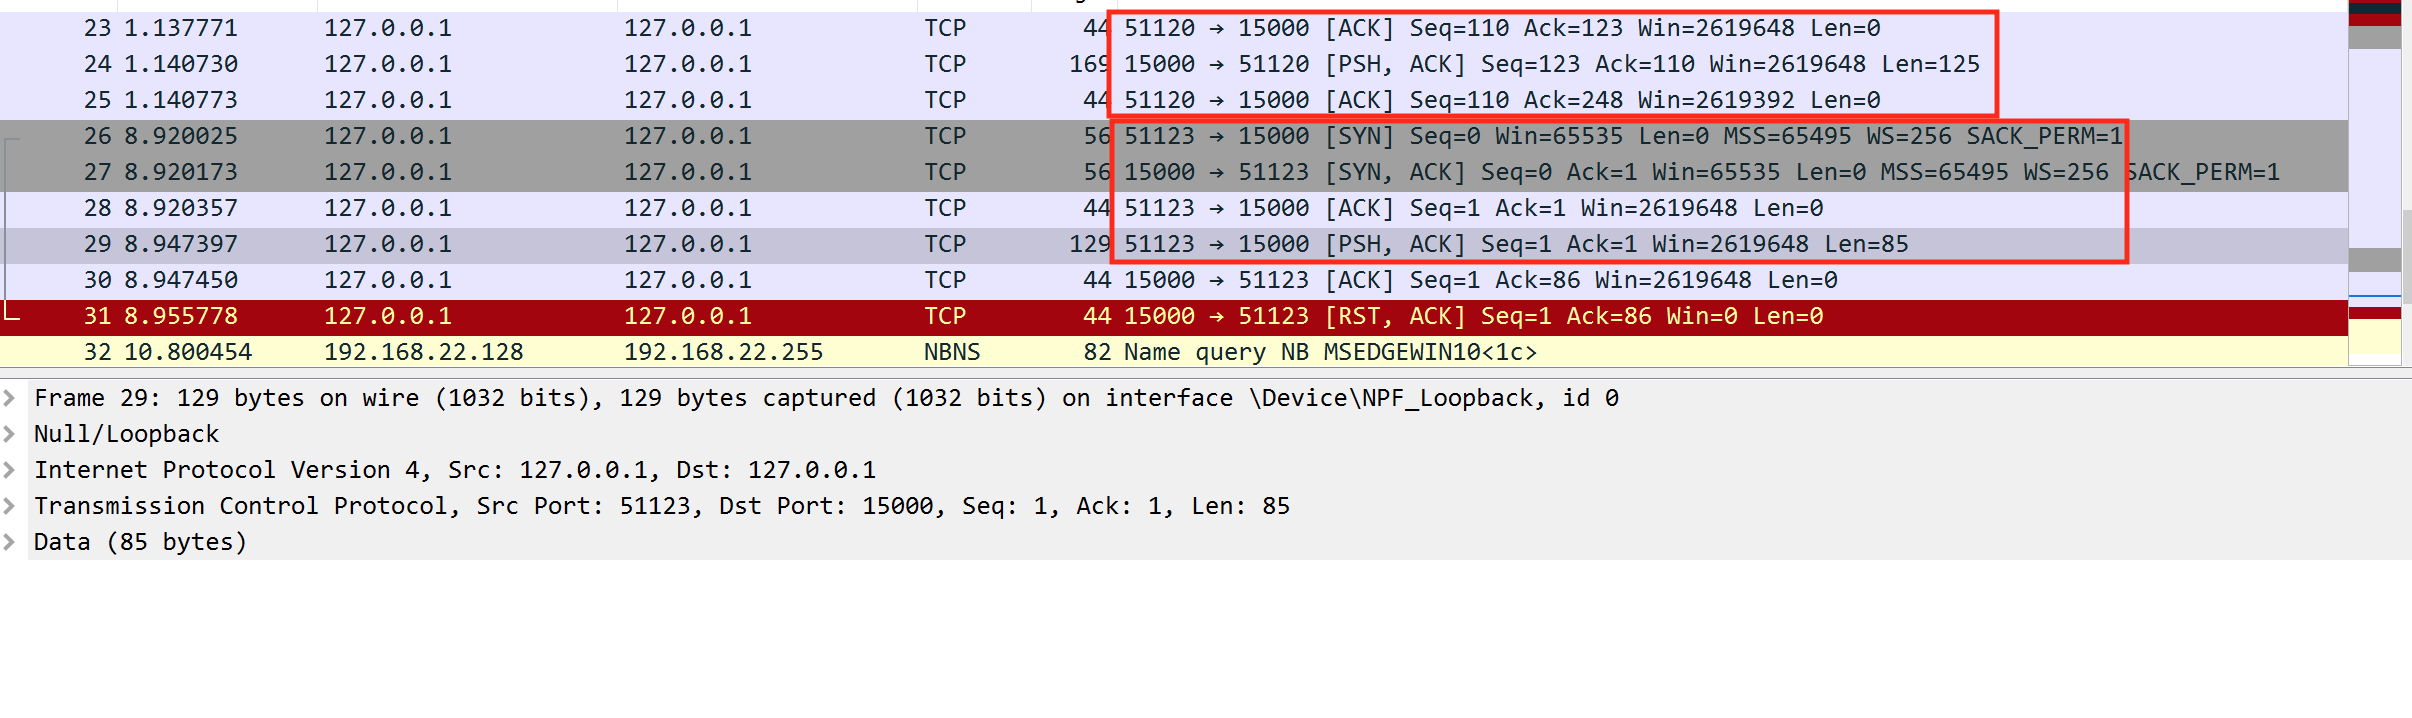 23 1.137771 127.0.0.1 127.0.0.1 TCP 44 51120 → 15000 [ACK] Seq=110 Ack=123 Win=2619648 Len=0
24 1.140730 127.0.0.1 127.0.0.1 TCP 169 15000 → 51120 [PSH, ACK] Seq=123 Ack=110 Win=2619648 Len=125
25 1.140773 127.0.0.1 127.0.0.1 TCP 44 51120 → 15000 [ACK] Seq=110 Ack=248 Win=2619392 Len=0
26 8.920025 127.0.0.1 127.0.0.1 TCP 56 51123 → 15000 [SYN] Seq=0 Win=65535 Len=0 MSS=65495 WS=256 SACK_PERM=1
27 8.920173 127.0.0.1 127.0.0.1 TCP 56 15000 → 51123 [SYN, ACK] Seq=0 Ack=1 Win=65535 Len=0 MSS=65495 WS=256 SACK_PERM=1
28 8.920357 127.0.0.1 127.0.0.1 TCP 44 51123 → 15000 [ACK] Seq=1 Ack=1 Win=2619648 Len=0
29 8.947397 127.0.0.1 127.0.0.1 TCP 129 51123 → 15000 [PSH, ACK] Seq=1 Ack=1 Win=2619648 Len=85
30 8.947450 127.0.0.1 127.0.0.1 TCP 44 15000 → 51123 [ACK] Seq=1 Ack=86 Win=2619648 Len=0
31 8.955778 127.0.0.1 127.0.0.1 TCP 44 15000 → 51123 [RST, ACK] Seq=1 Ack=86 Win=0 Len=0
32 10.800454 192.168.22.128 192.168.22.255 NBNS 82 Name query NB MSEDGEWIN10<1c>
Frame 29: 129 bytes on wire (1032 bits), 129 bytes captured (1032 bits) on interface \Device\NPF_Loopback, id 0
Null/Loopback
Internet Protocol Version 4, Src: 127.0.0.1, Dst: 127.0.0.1
Transmission Control Protocol, Src Port: 51123, Dst Port: 15000, Seq: 1, Ack: 1, Len: 85
Data (85 bytes)